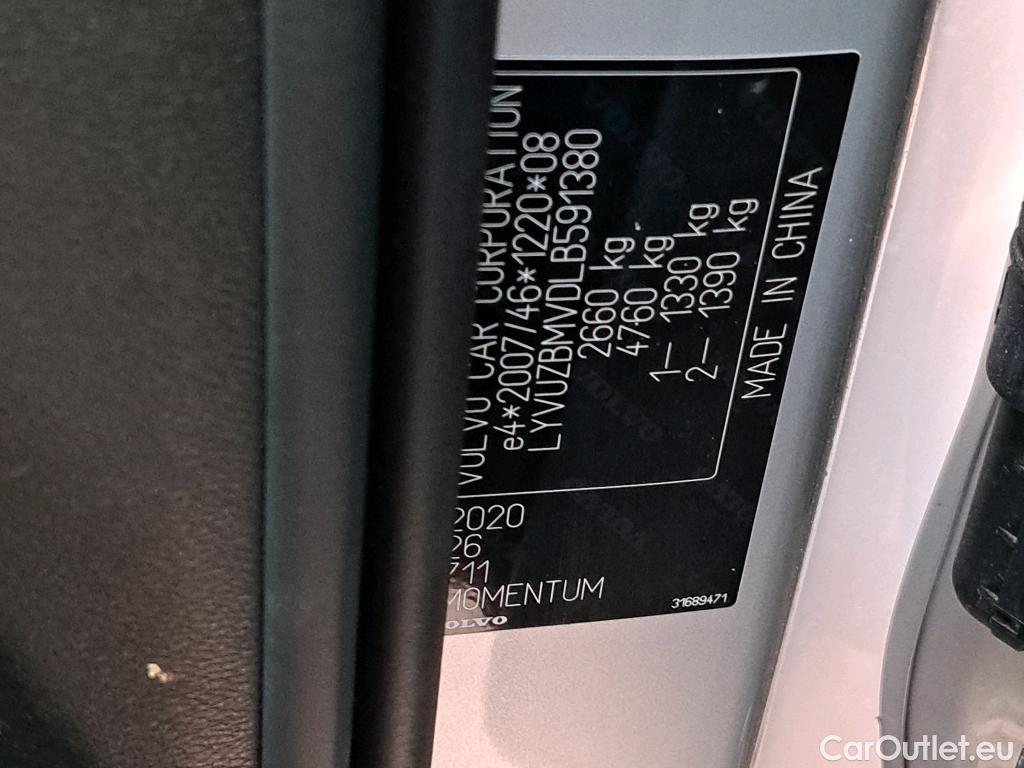 VOLVO CAR CORPORATION
e4*2007/46*1220*08
LYVUZBMVDLB591380
2660 kg
4760 kg
1– 1330 kg
2– 1390 kg
MADE IN CHINA
2020
26
711
MOMENTUM
31689471
VOLVO
CarOutlet.eu